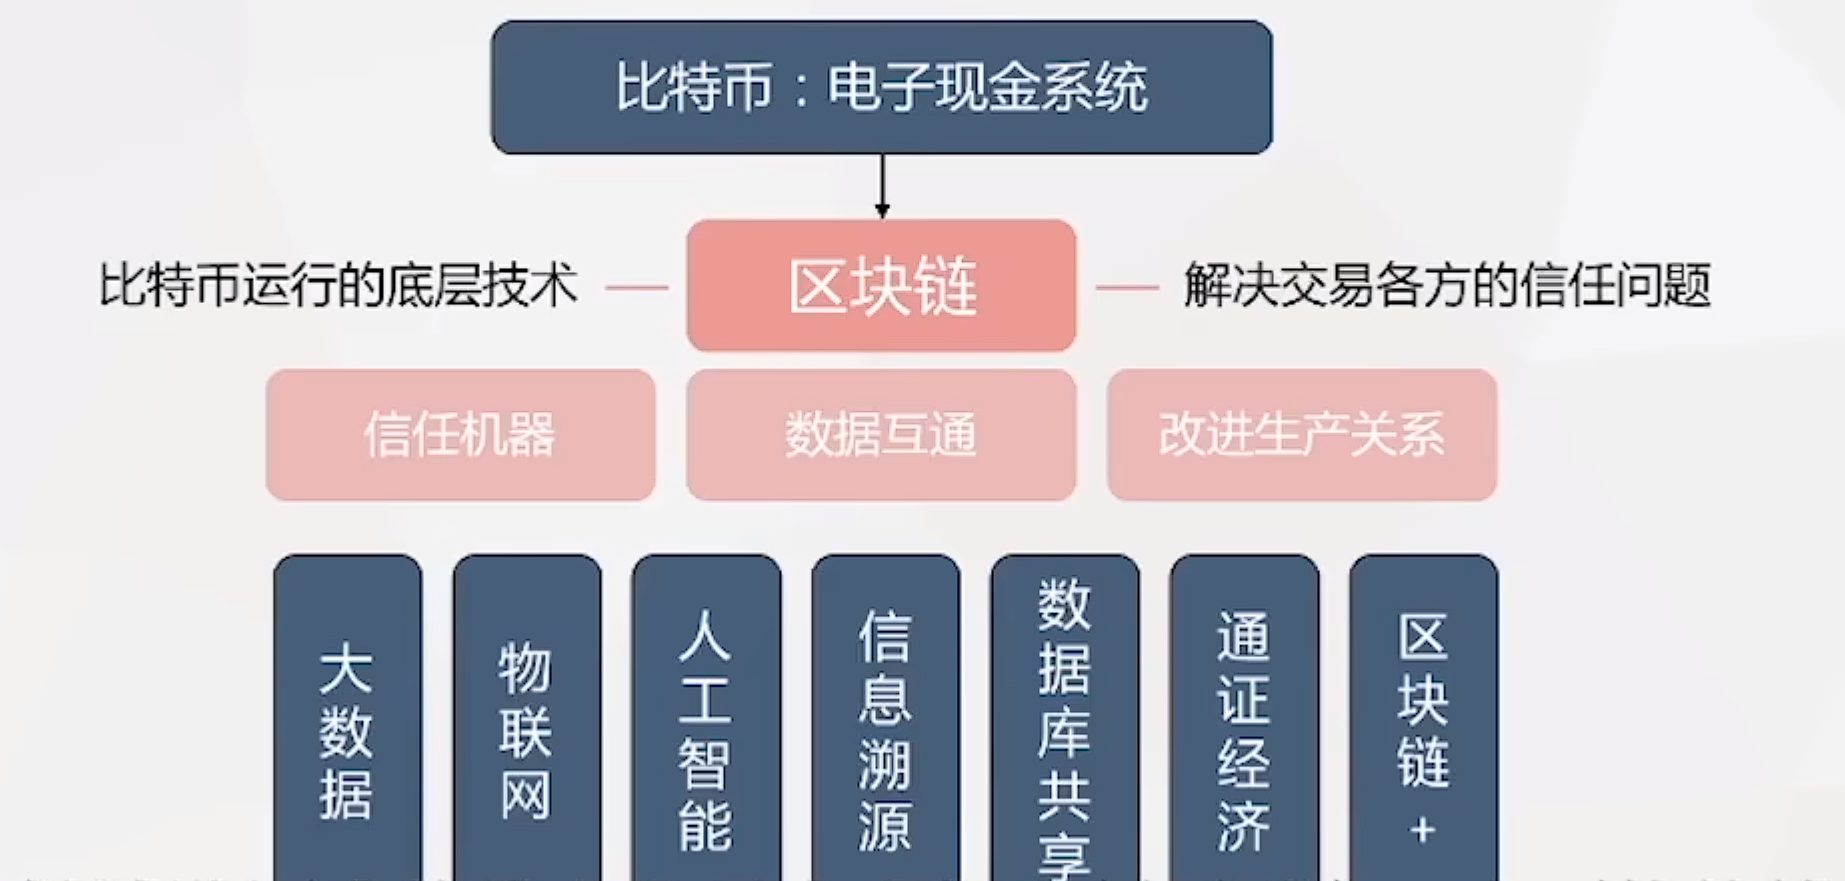 比特币：电子现金系统
比特币运行的底层技术
区块链
解决交易各方的信任问题
信任机器
数据互通
改进生产关系
大数据
物联网
人工智能
信息溯源
数据库共享
通证经济
区块链+